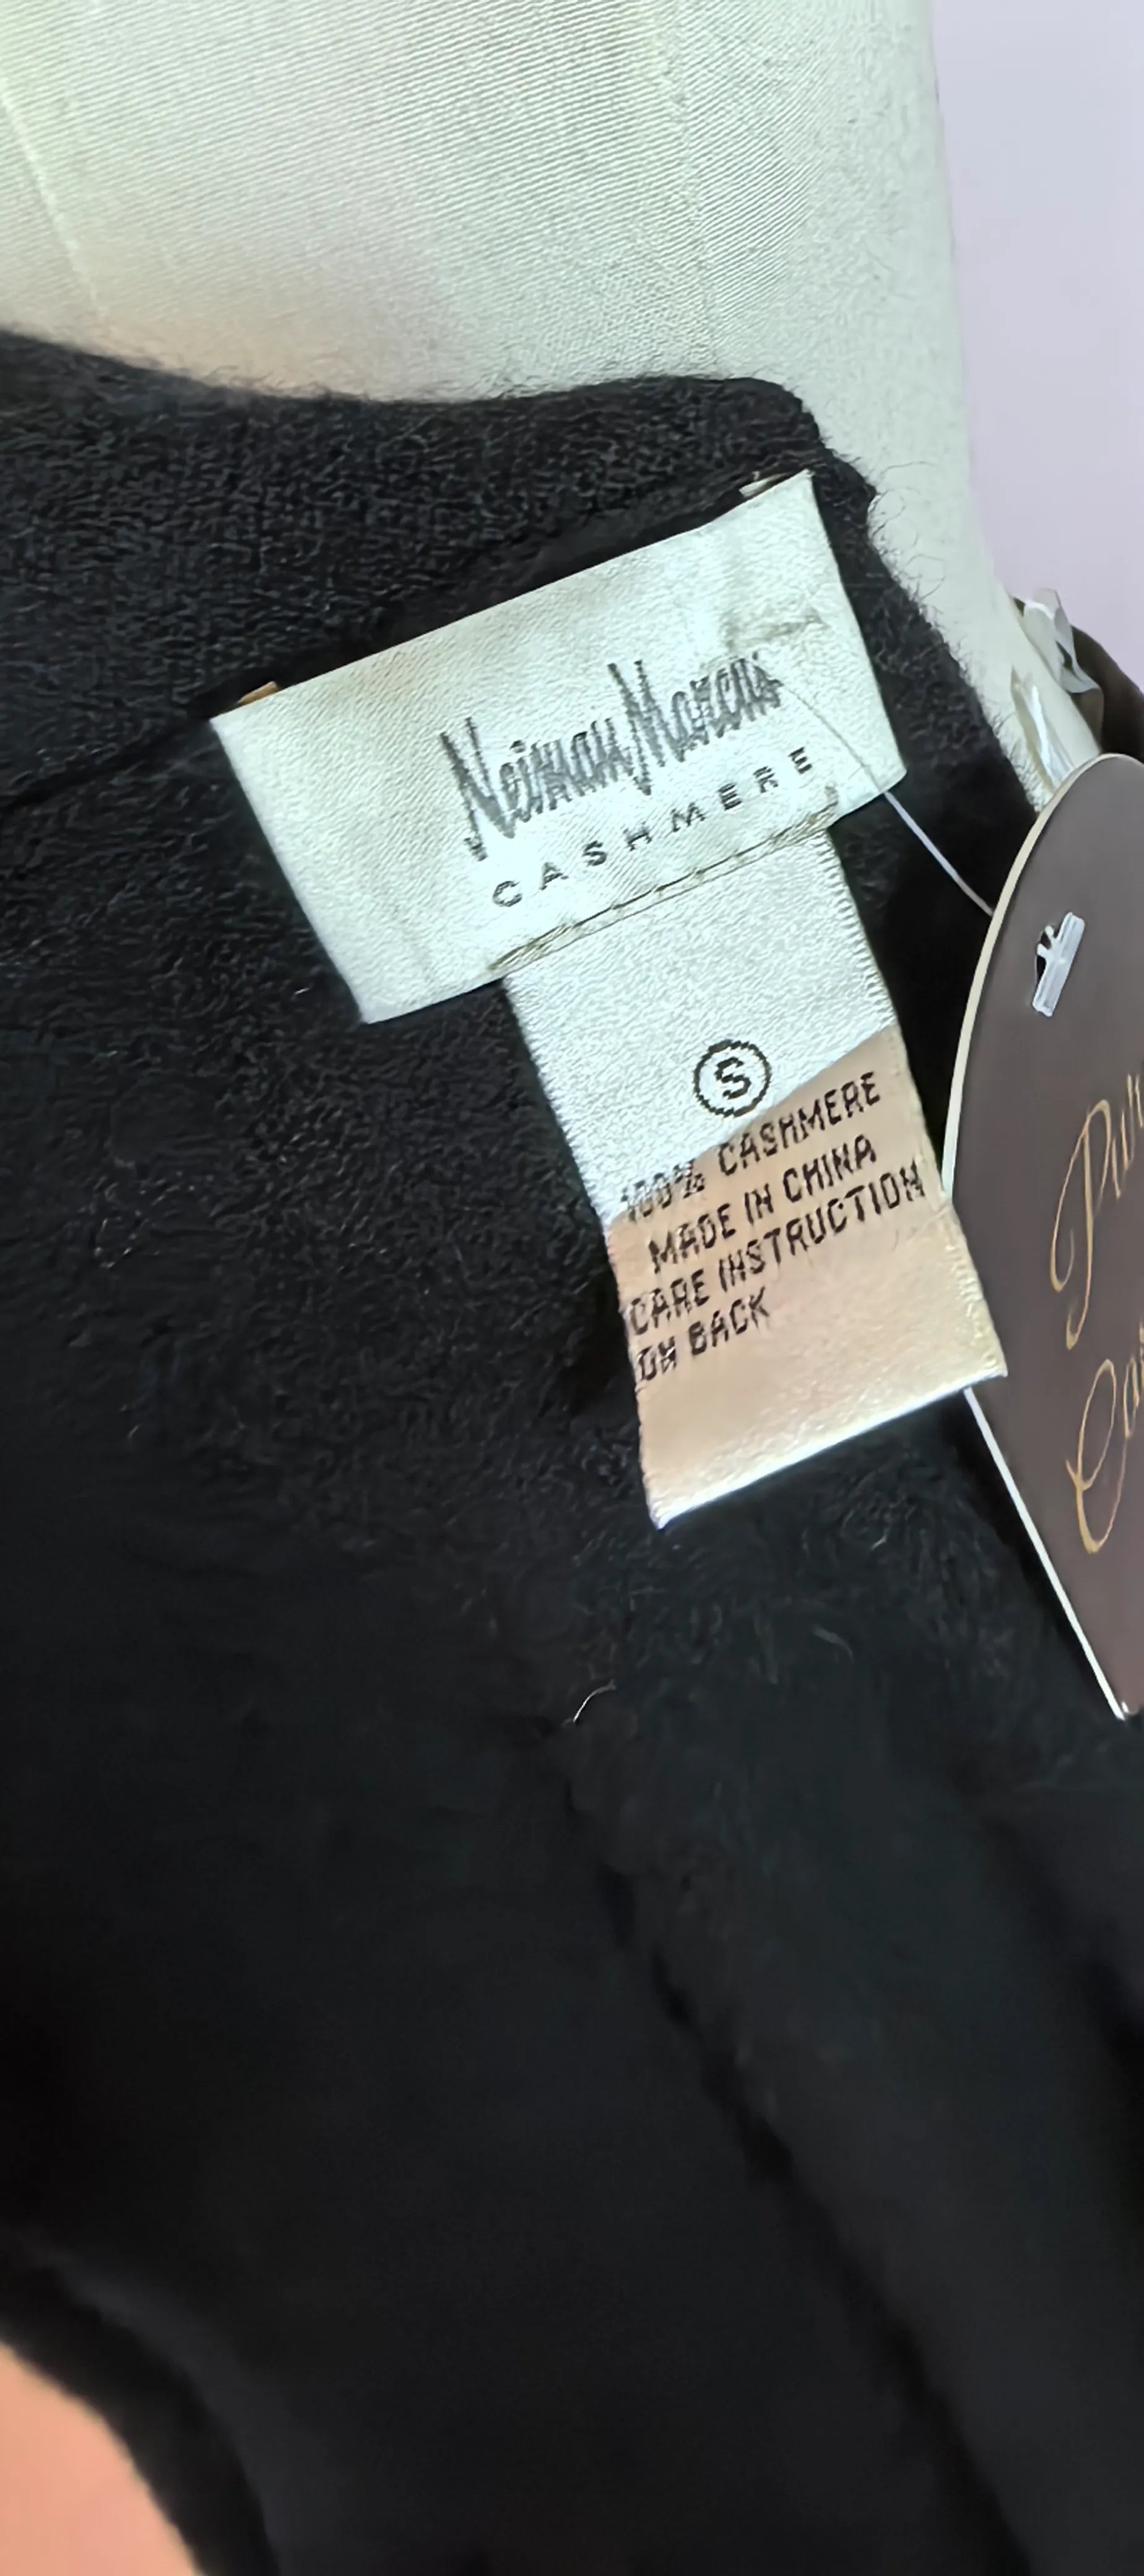 Neiman Marcus
CASHMERE
S
100% CASHMERE
MADE IN CHINA
CARE INSTRUCTION
ON BACK